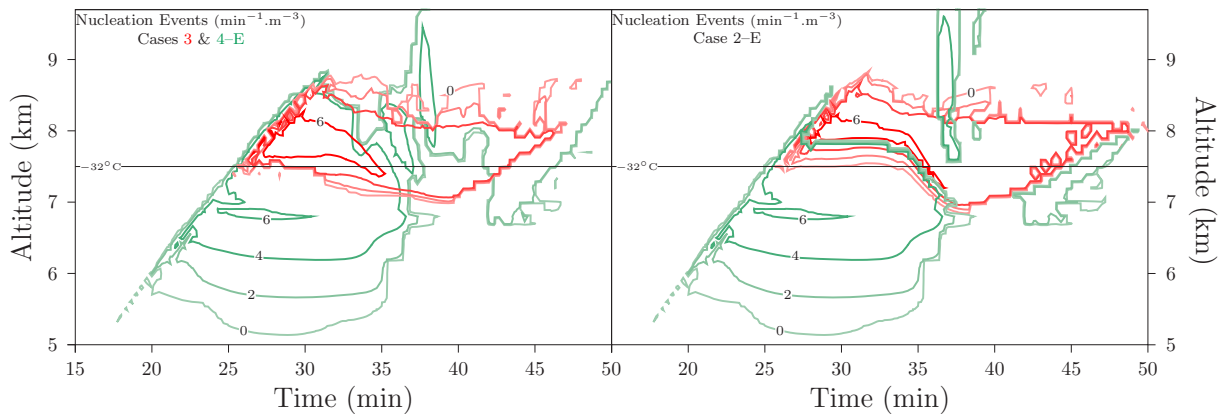 Nucleation Events (min⁻¹.m⁻³)
Cases 3 & 4–E
Nucleation Events (min⁻¹.m⁻³)
Case 2–E
9
8
7
6
5
Altitude (km)
−32°C
6
0
6
4
2
0
−32°C
6
0
6
4
2
0
9
8
7
6
5
Altitude (km)
15 20 25 30 35 40 45 50
20 25 30 35 40 45 50
Time (min)
Time (min)